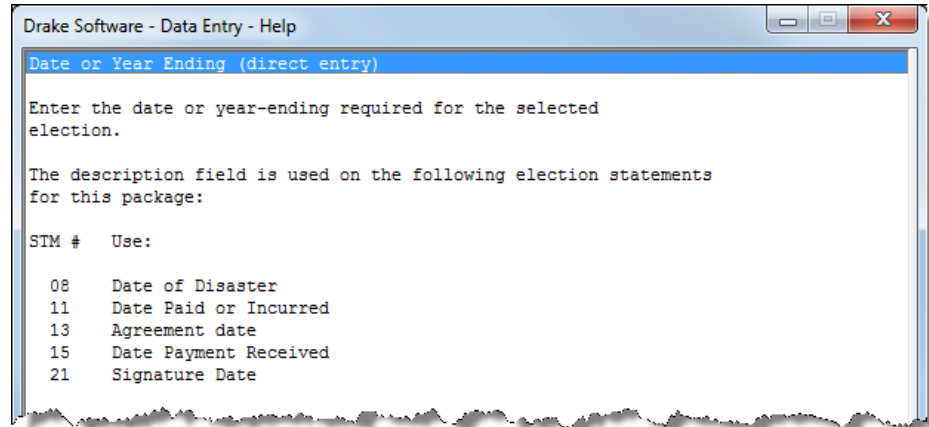 Drake Software - Data Entry - Help
Date or Year Ending (direct entry)
Enter the date or year-ending required for the selected
election.
The description field is used on the following election statements
for this package:
STM # Use:
08 Date of Disaster
11 Date Paid or Incurred
13 Agreement date
15 Date Payment Received
21 Signature Date